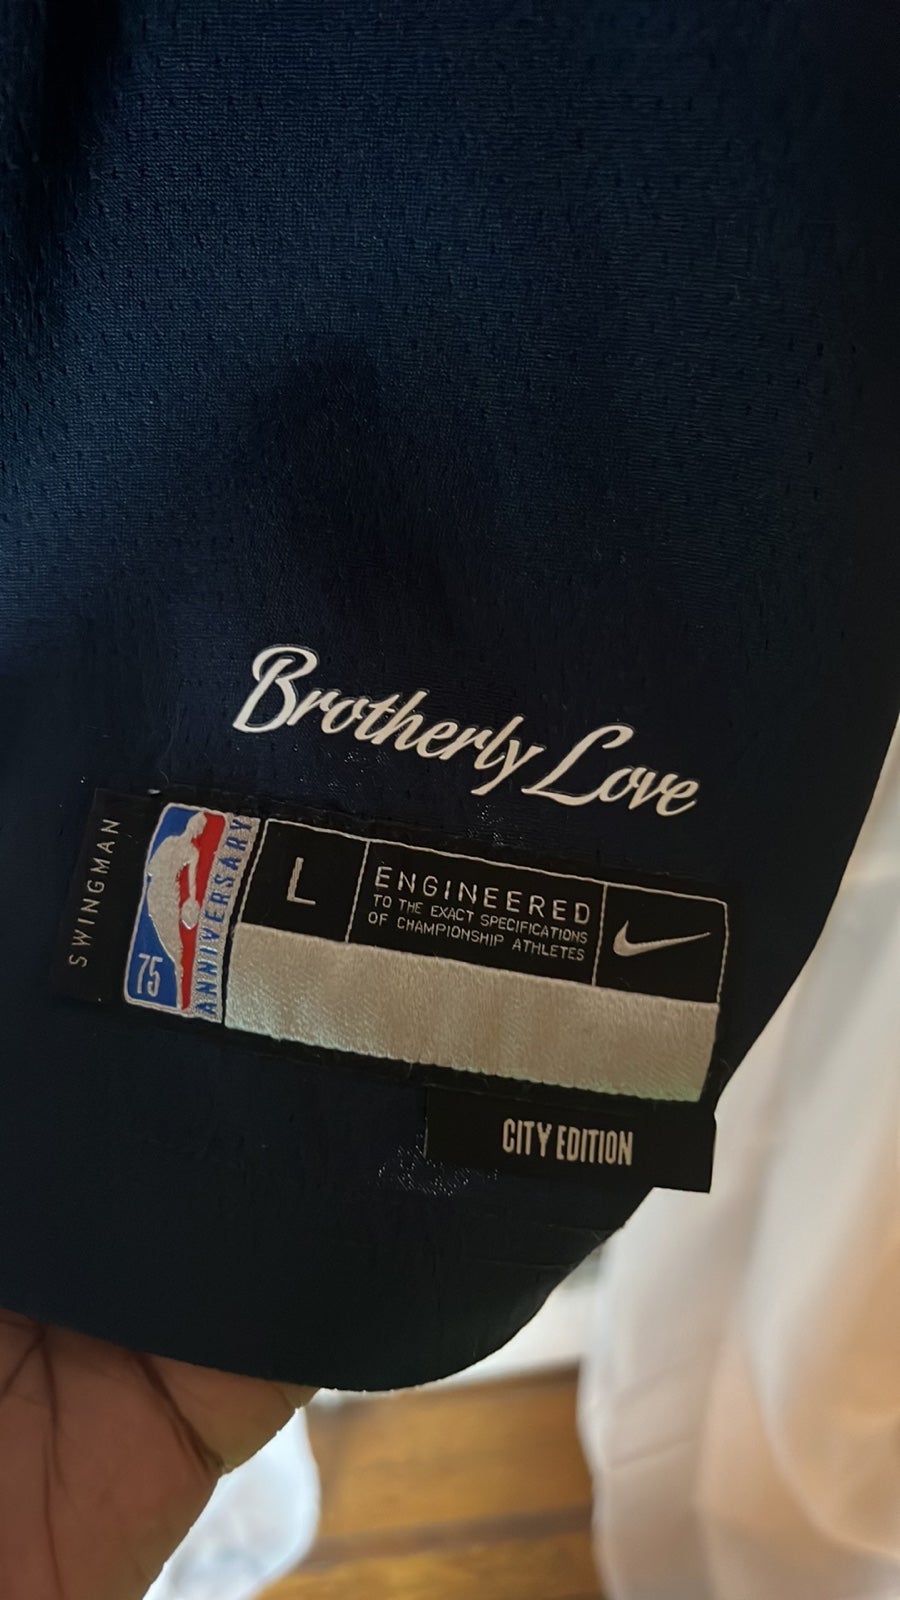 Brotherly Love
SWINGMAN
75
ANNIVERSARY
L
ENGINEERED
TO THE EXACT SPECIFICATIONS
OF CHAMPIONSHIP ATHLETES
CITY EDITION